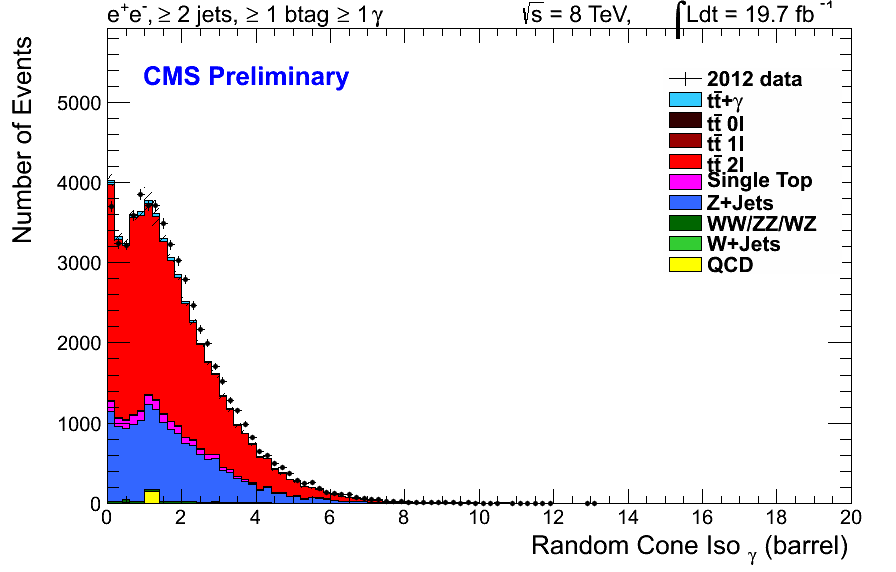 e⁺e⁻, ≥ 2 jets, ≥ 1 btag ≥ 1 γ √s = 8 TeV, ∫Ldt = 19.7 fb⁻¹
CMS Preliminary
Number of Events
5000
4000
3000
2000
1000
0
2012 data
tt̄+γ
tt̄ 0l
tt̄ 1l
tt̄ 2l
Single Top
Z+Jets
WW/ZZ/WZ
W+Jets
QCD
0 2 4 6 8 10 12 14 16 18 20
Random Cone Iso γ (barrel)